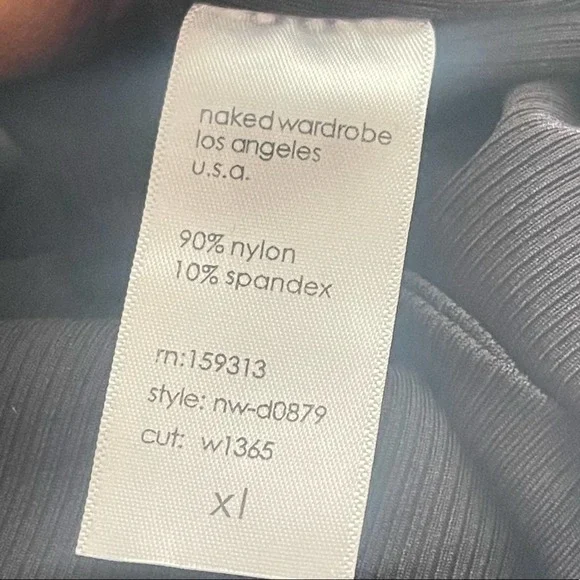 naked wardrobe
los angeles
u.s.a.
90% nylon
10% spandex
rn:159313
style: nw-d0879
cut: w1365
xl